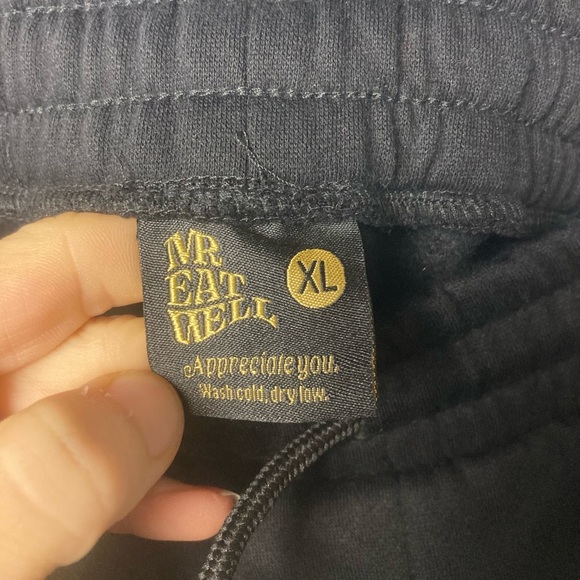 MR
EAT
WELL
XL
Appreciate you.
Wash cold, dry low.